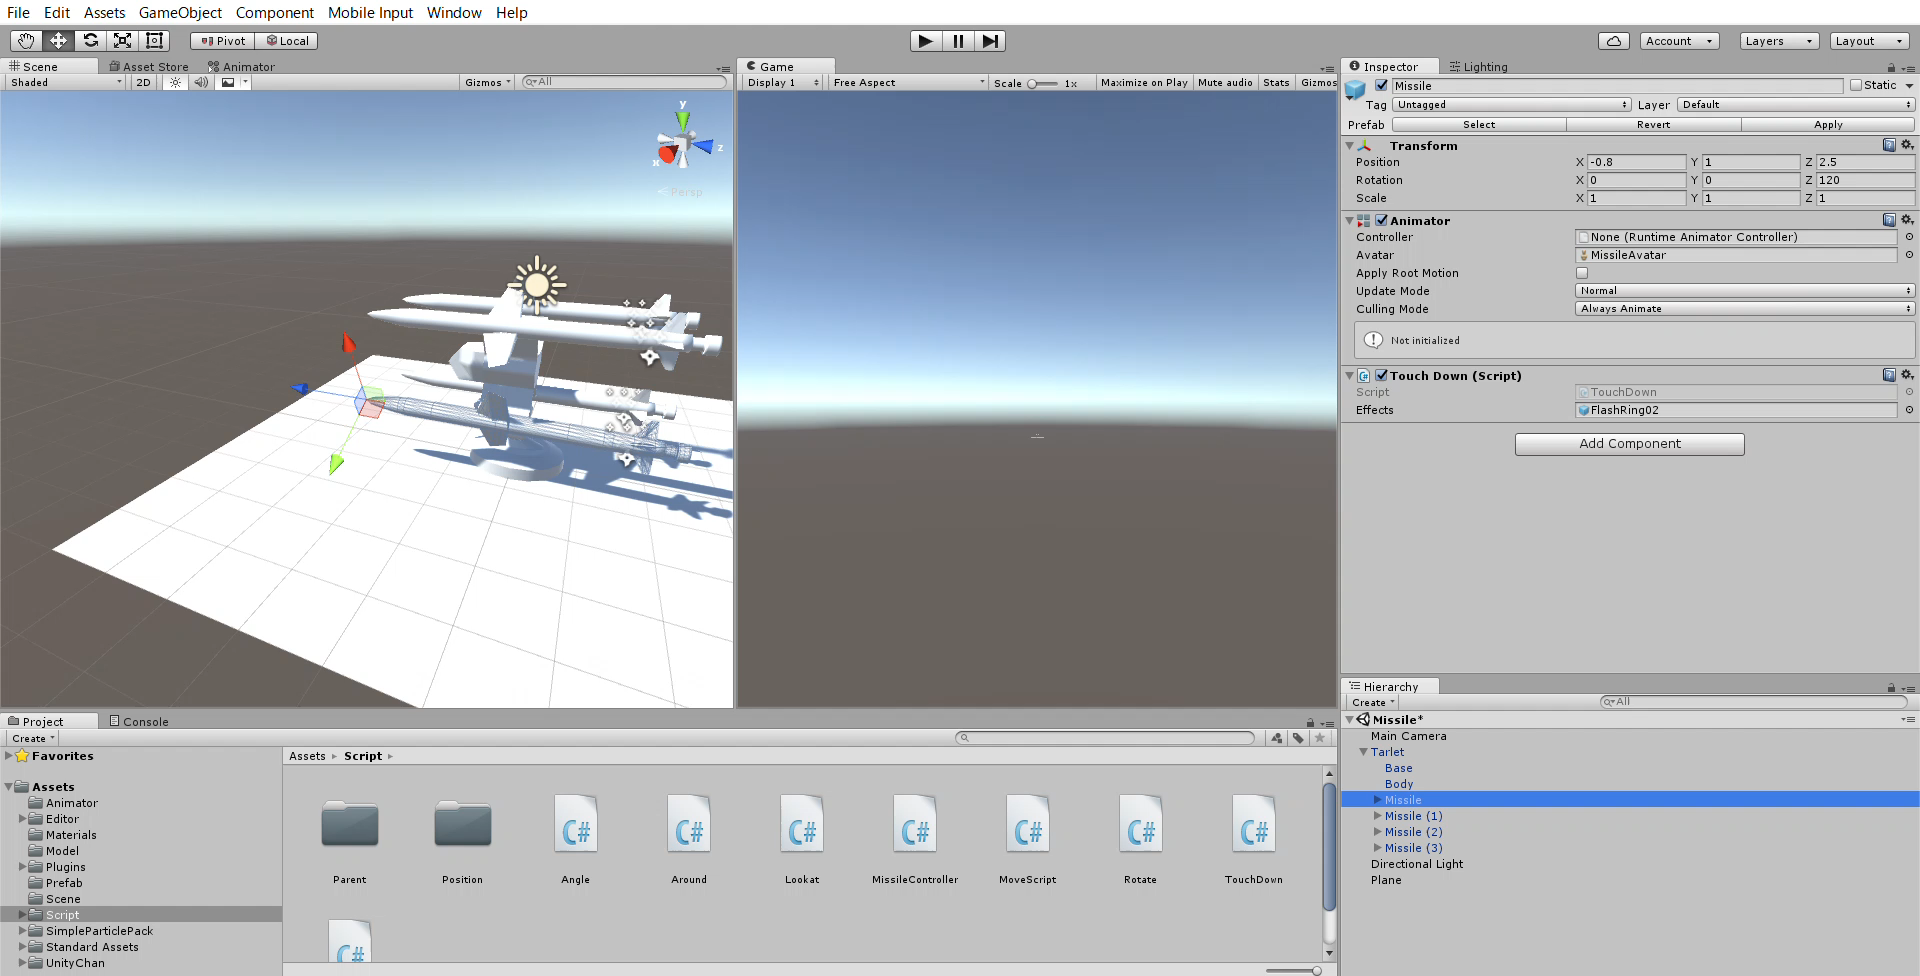 File Edit Assets GameObject Component Mobile Input Window Help
Pivot Local Account Layers Layout
Scene Asset Store Animator
Shaded 2D Gizmos All
y
z
x
Persp
Game
Display 1 Free Aspect Scale 1x Maximize on Play Mute audio Stats Gizmos
Inspector Lighting
Missile Static
Tag Untagged Layer Default
Prefab Select Revert Apply
Transform
Position X -0.8 Y 1 Z 2.5
Rotation X 0 Y 0 Z 120
Scale X 1 Y 1 Z 1
Animator
Controller None (Runtime Animator Controller)
Avatar MissileAvatar
Apply Root Motion
Update Mode Normal
Culling Mode Always Animate
Not initialized
Touch Down (Script)
Script TouchDown
Effects FlashRing02
Add Component
Hierarchy
Create All
Missile*
Main Camera
Tarlet
Base
Body
Missile
Missile (1)
Missile (2)
Missile (3)
Directional Light
Plane
Project Console
Create
Favorites
Assets
Animator
Editor
Materials
Model
Plugins
Prefab
Scene
Script
SimpleParticlePack
Standard Assets
UnityChan
Assets Script
C# C# C# C# C# C# C#
Parent Position Angle Around Lookat MissileController MoveScript Rotate TouchDown
C#